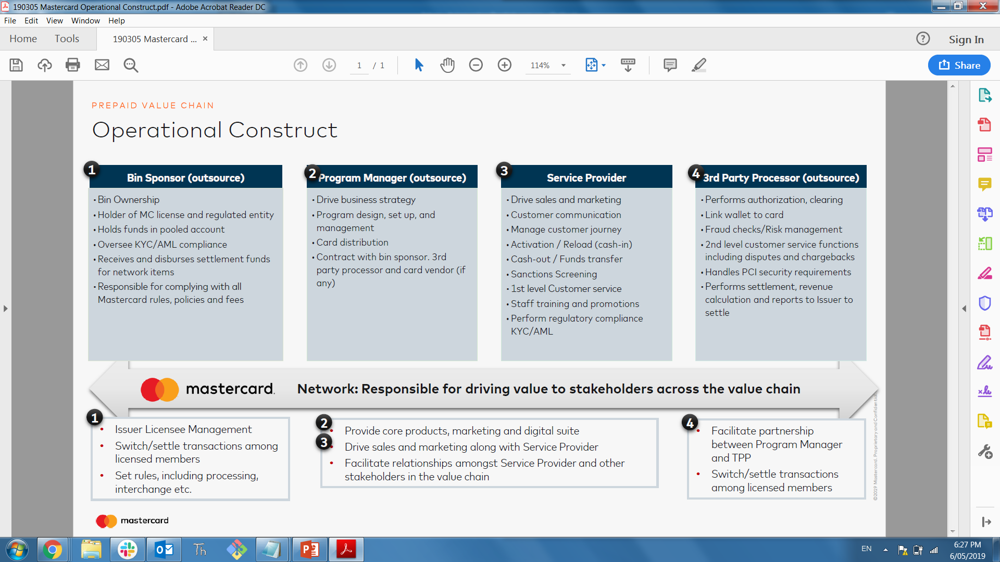 190305 Mastercard Operational Construct.pdf - Adobe Acrobat Reader DC
File Edit View Window Help
Home Tools 190305 Mastercard ... × ? Sign In
1 / 1 114% Share
PREPAID VALUE CHAIN
Operational Construct
1
Bin Sponsor (outsource)
• Bin Ownership
• Holder of MC license and regulated entity
• Holds funds in pooled account
• Oversee KYC/AML compliance
• Receives and disburses settlement funds
for network items
• Responsible for complying with all
Mastercard rules, policies and fees
2
Program Manager (outsource)
• Drive business strategy
• Program design, set up, and
management
• Card distribution
• Contract with bin sponsor. 3rd
party processor and card vendor (if
any)
3
Service Provider
• Drive sales and marketing
• Customer communication
• Manage customer journey
• Activation / Reload (cash-in)
• Cash-out / Funds transfer
• Sanctions Screening
• 1st level Customer service
• Staff training and promotions
• Perform regulatory compliance
KYC/AML
4
3rd Party Processor (outsource)
• Performs authorization, clearing
• Link wallet to card
• Fraud checks/Risk management
• 2nd level customer service functions
including disputes and chargebacks
• Handles PCI security requirements
• Performs settlement, revenue
calculation and reports to Issuer to
settle
mastercard. Network: Responsible for driving value to stakeholders across the value chain
1
• Issuer Licensee Management
• Switch/settle transactions among
licensed members
• Set rules, including processing,
interchange etc.
2
3
• Provide core products, marketing and digital suite
• Drive sales and marketing along with Service Provider
• Facilitate relationships amongst Service Provider and other
stakeholders in the value chain
4
• Facilitate partnership
between Program Manager
and TPP
• Switch/settle transactions
among licensed members
©2019 Mastercard. Proprietary and
mastercard
Th
EN
6:27 PM
6/05/2019